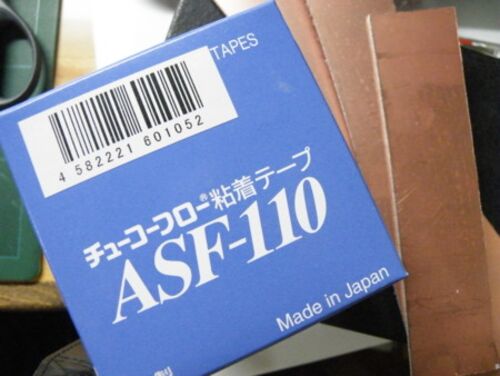 TAPES
4 582221 601052
チューコーフロー®粘着テープ
ASF-110
Made in Japan